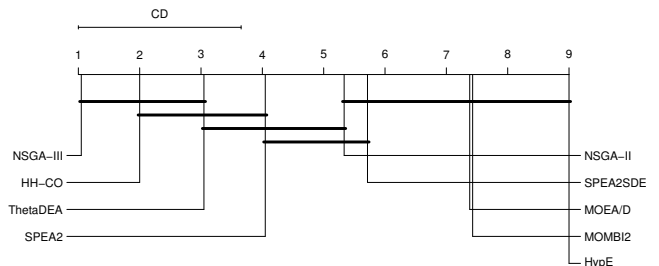 CD
1 2 3 4 5 6 7 8 9
NSGA−III NSGA−II
HH−CO SPEA2SDE
ThetaDEA MOEA/D
SPEA2 MOMBI2
HypE